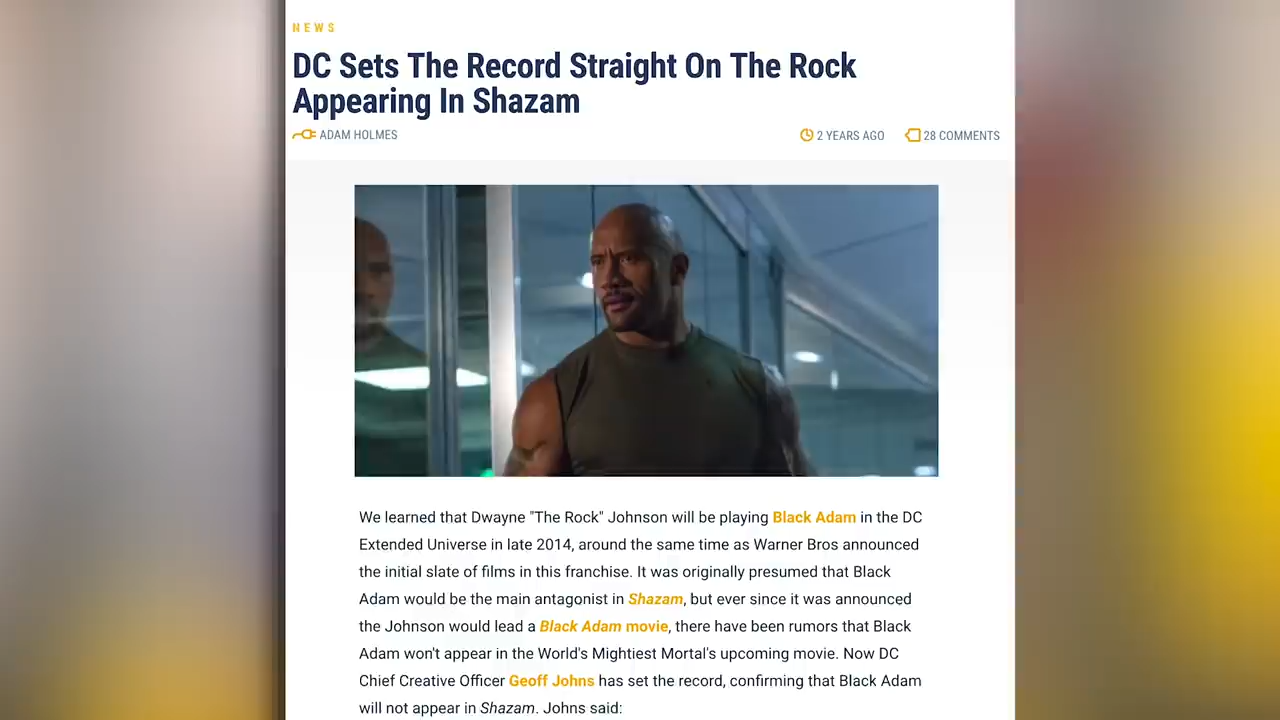 NEWS
DC Sets The Record Straight On The Rock
Appearing In Shazam
ADAM HOLMES
2 YEARS AGO
28 COMMENTS
We learned that Dwayne "The Rock" Johnson will be playing Black Adam in the DC
Extended Universe in late 2014, around the same time as Warner Bros announced
the initial slate of films in this franchise. It was originally presumed that Black
Adam would be the main antagonist in Shazam, but ever since it was announced
the Johnson would lead a Black Adam movie, there have been rumors that Black
Adam won't appear in the World's Mightiest Mortal's upcoming movie. Now DC
Chief Creative Officer Geoff Johns has set the record, confirming that Black Adam
will not appear in Shazam. Johns said: